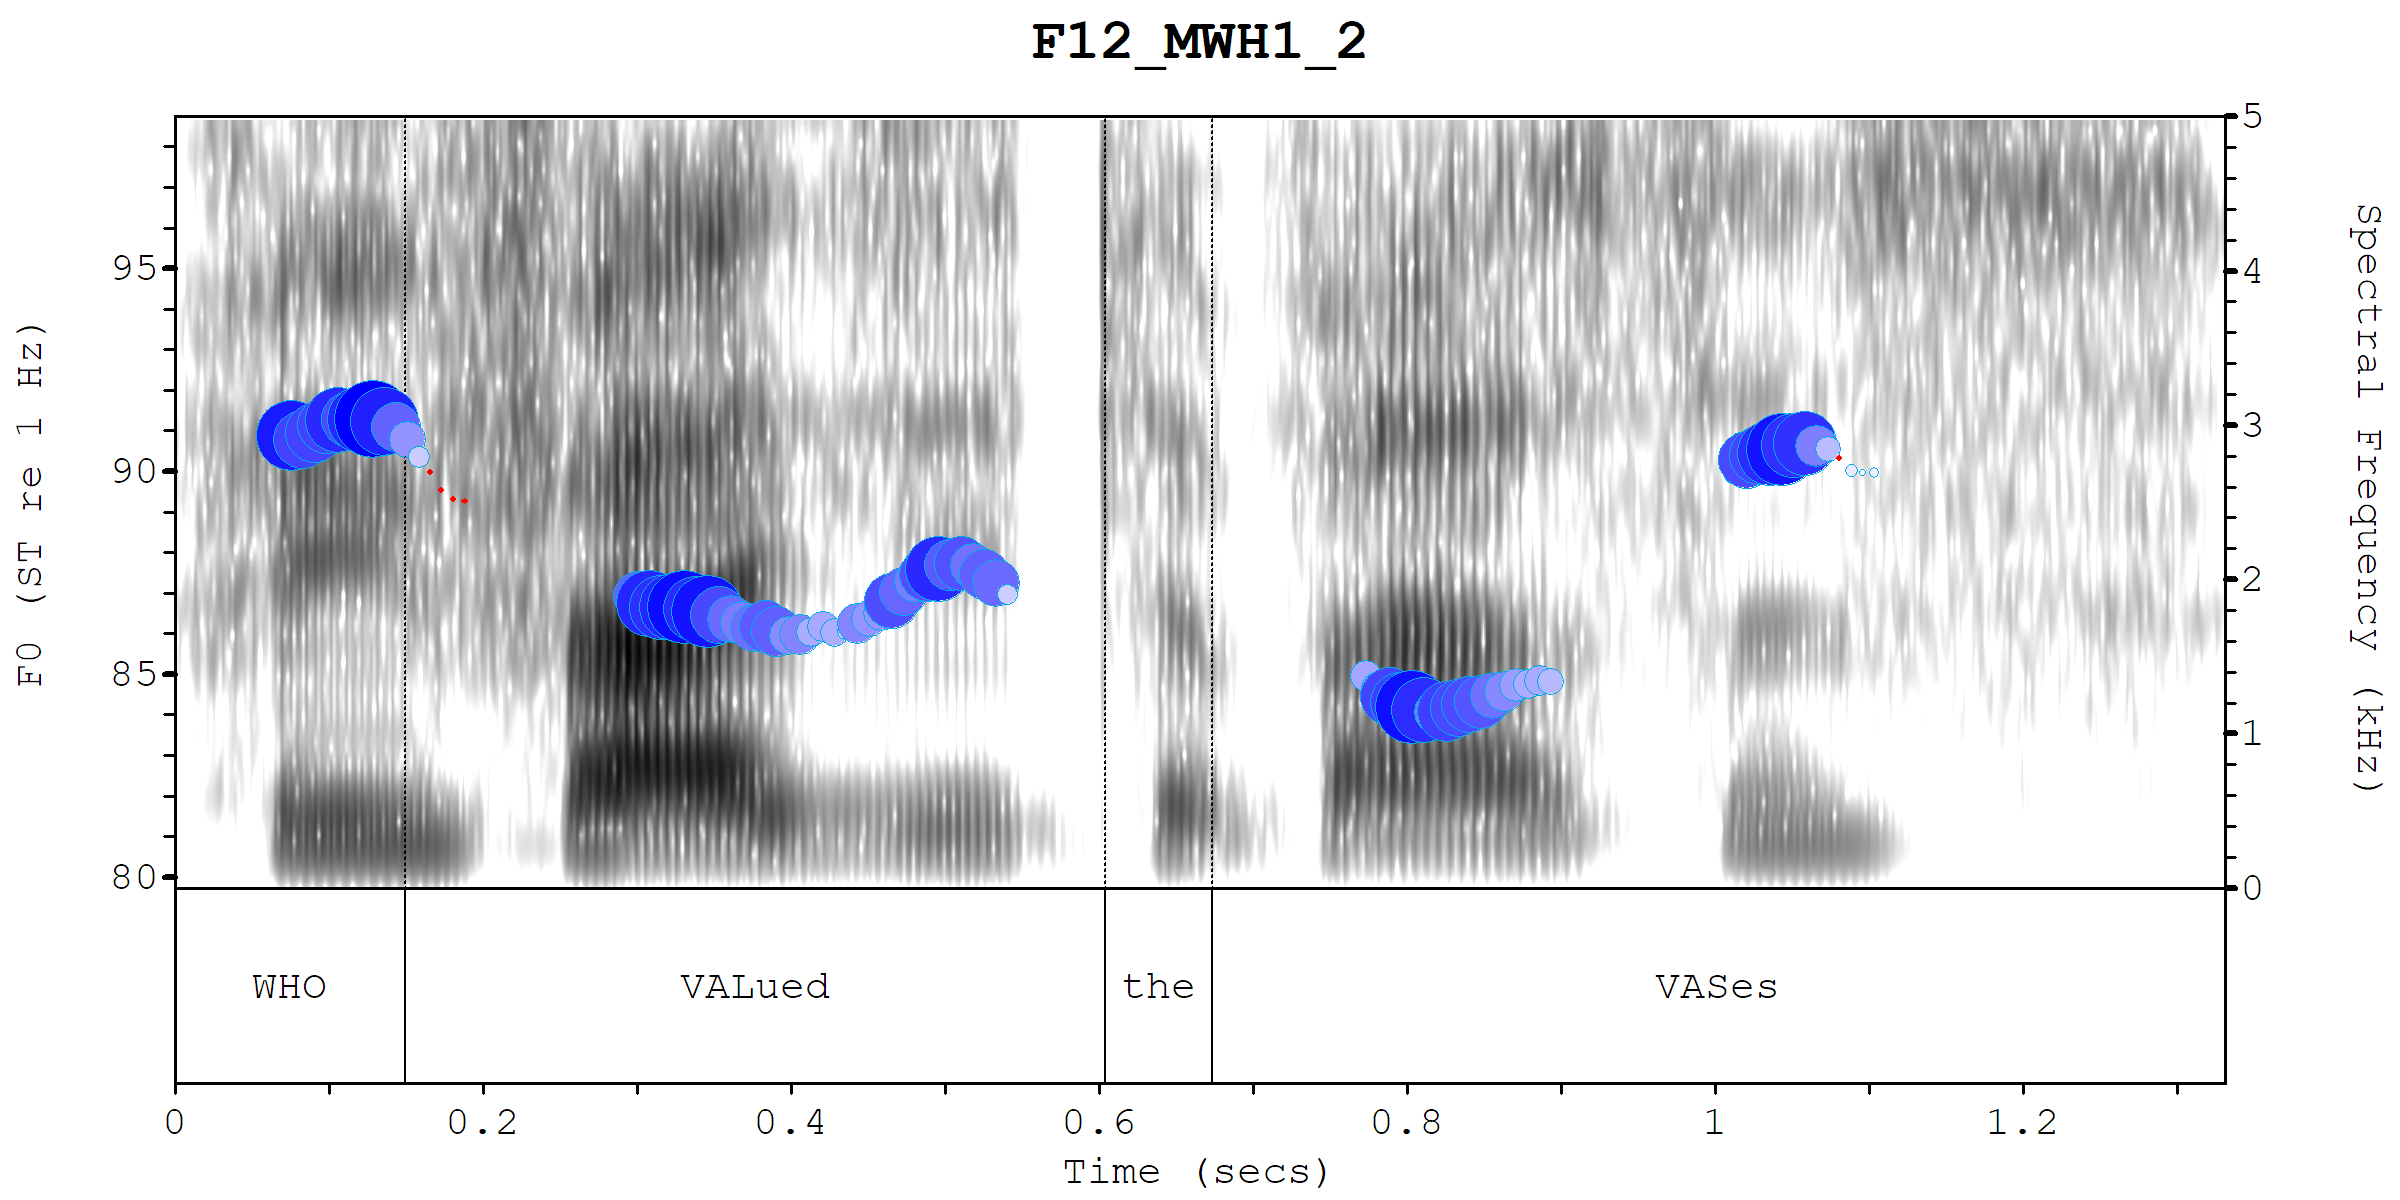 F12_MWH1_2
F0 (ST re 1 Hz)
95
90
85
80
5
4
3
2
1
0
Spectral Frequency (kHz)
WHO VALued the VASes
0 0.2 0.4 0.6 0.8 1 1.2
Time (secs)